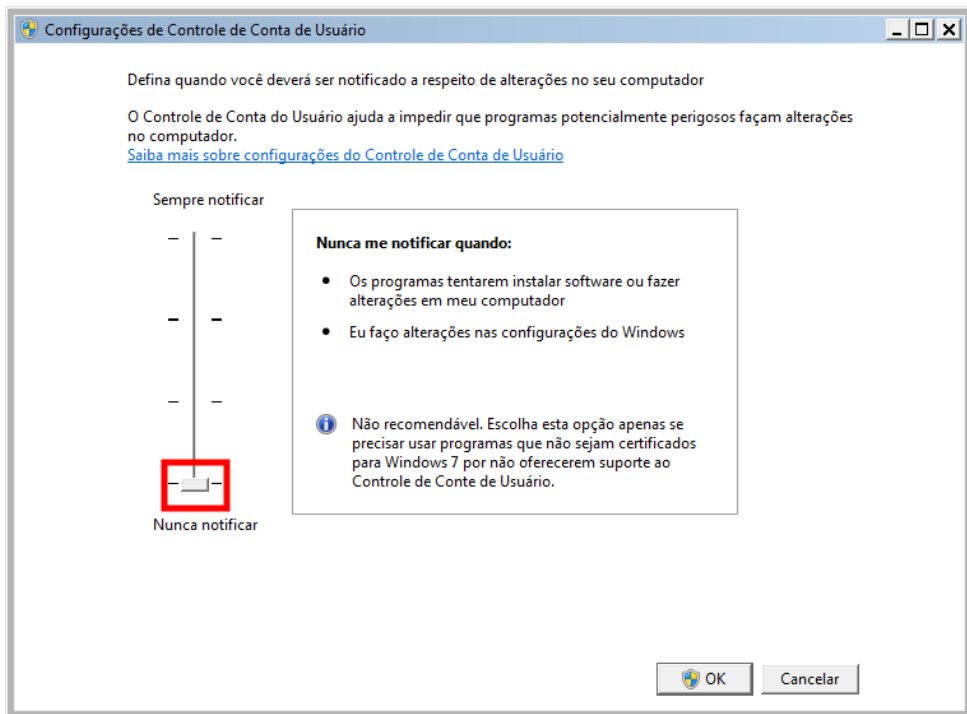 Configurações de Controle de Conta de Usuário
Defina quando você deverá ser notificado a respeito de alterações no seu computador
O Controle de Conta do Usuário ajuda a impedir que programas potencialmente perigosos façam alterações
no computador.
Saiba mais sobre configurações do Controle de Conta de Usuário
Sempre notificar
Nunca me notificar quando:
Os programas tentarem instalar software ou fazer
alterações em meu computador
Eu faço alterações nas configurações do Windows
Não recomendável. Escolha esta opção apenas se
precisar usar programas que não sejam certificados
para Windows 7 por não oferecerem suporte ao
Controle de Conte de Usuário.
Nunca notificar
OK
Cancelar